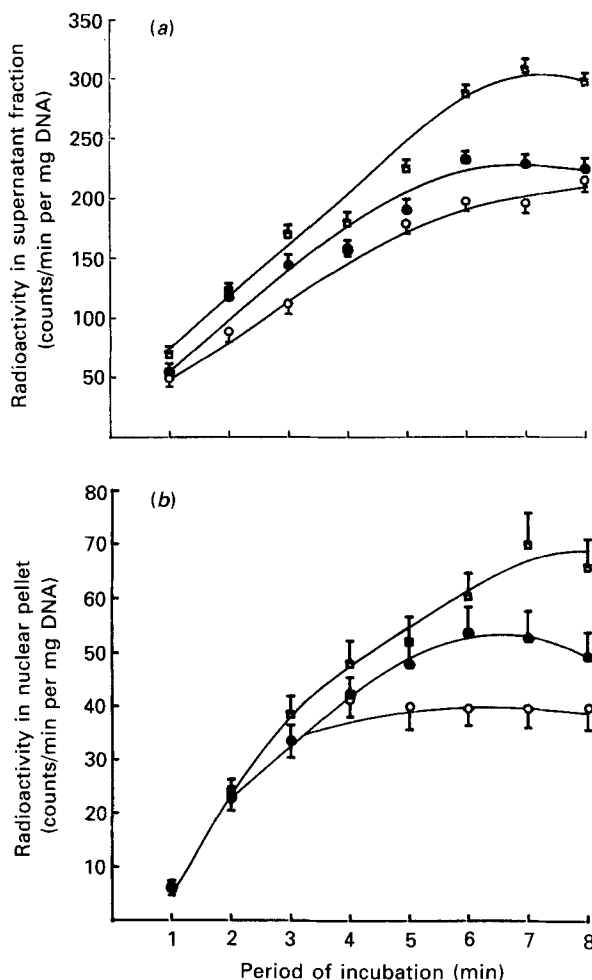 (a)
Radioactivity in supernatant fraction
(counts/min per mg DNA)
350
300
250
200
150
100
50
(b)
Radioactivity in nuclear pellet
(counts/min per mg DNA)
80
70
60
50
40
30
20
10
1 2 3 4 5 6 7 8
Period of incubation (min)